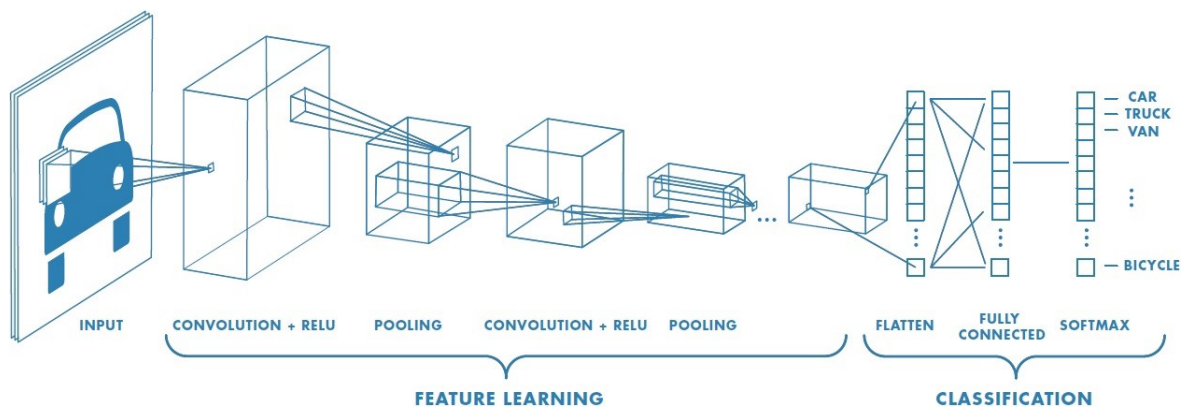 CAR
TRUCK
VAN
BICYCLE
INPUT
CONVOLUTION + RELU
POOLING
CONVOLUTION + RELU
POOLING
FLATTEN
FULLY
CONNECTED
SOFTMAX
FEATURE LEARNING
CLASSIFICATION